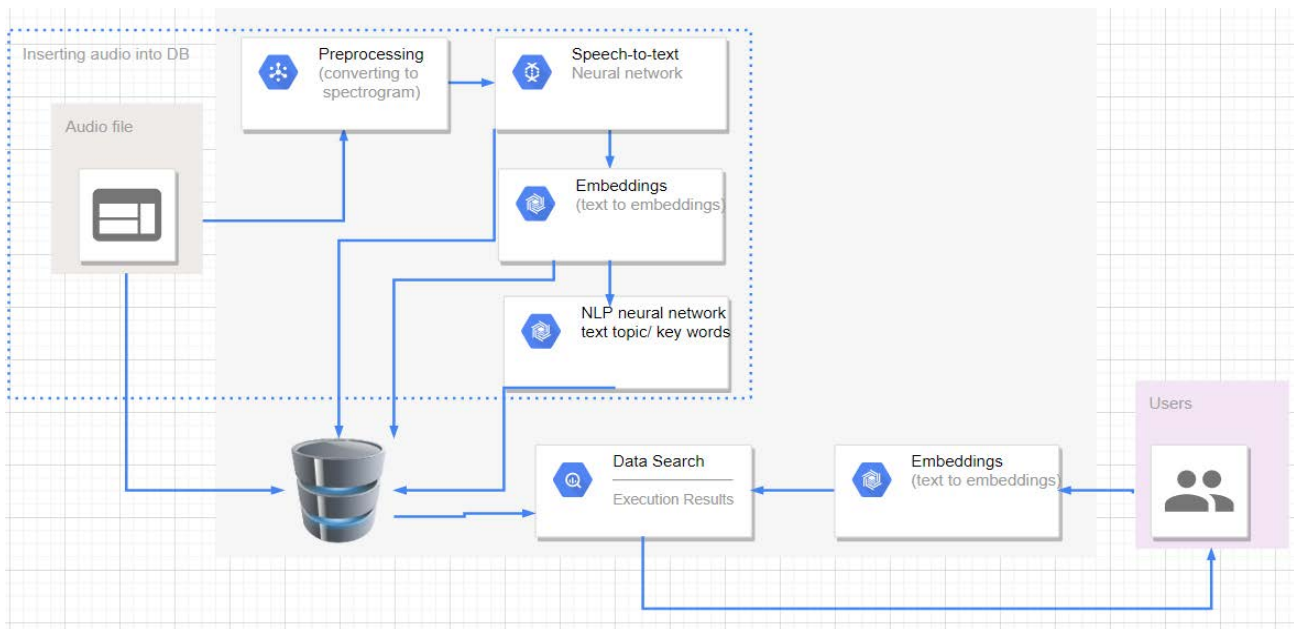 Inserting audio into DB
Audio file
Preprocessing
(converting to
spectrogram)
Speech-to-text
Neural network
Embeddings
(text to embeddings)
NLP neural network
text topic/ key words
Users
Data Search
Execution Results
Embeddings
(text to embeddings)